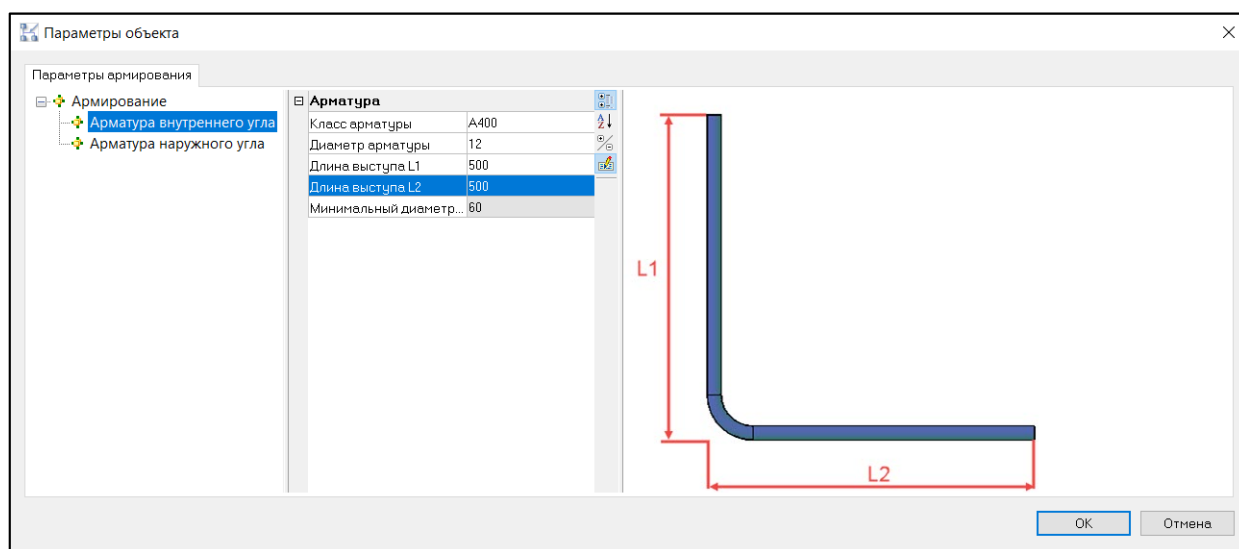 Параметры объекта
Параметры армирования
Армирование
Арматура внутреннего угла
Арматура наружного угла
Арматура
Класс арматуры A400
Диаметр арматуры 12
Длина выступа L1 500
Длина выступа L2 500
Минимальный диаметр... 60
L1
L2
OK Отмена